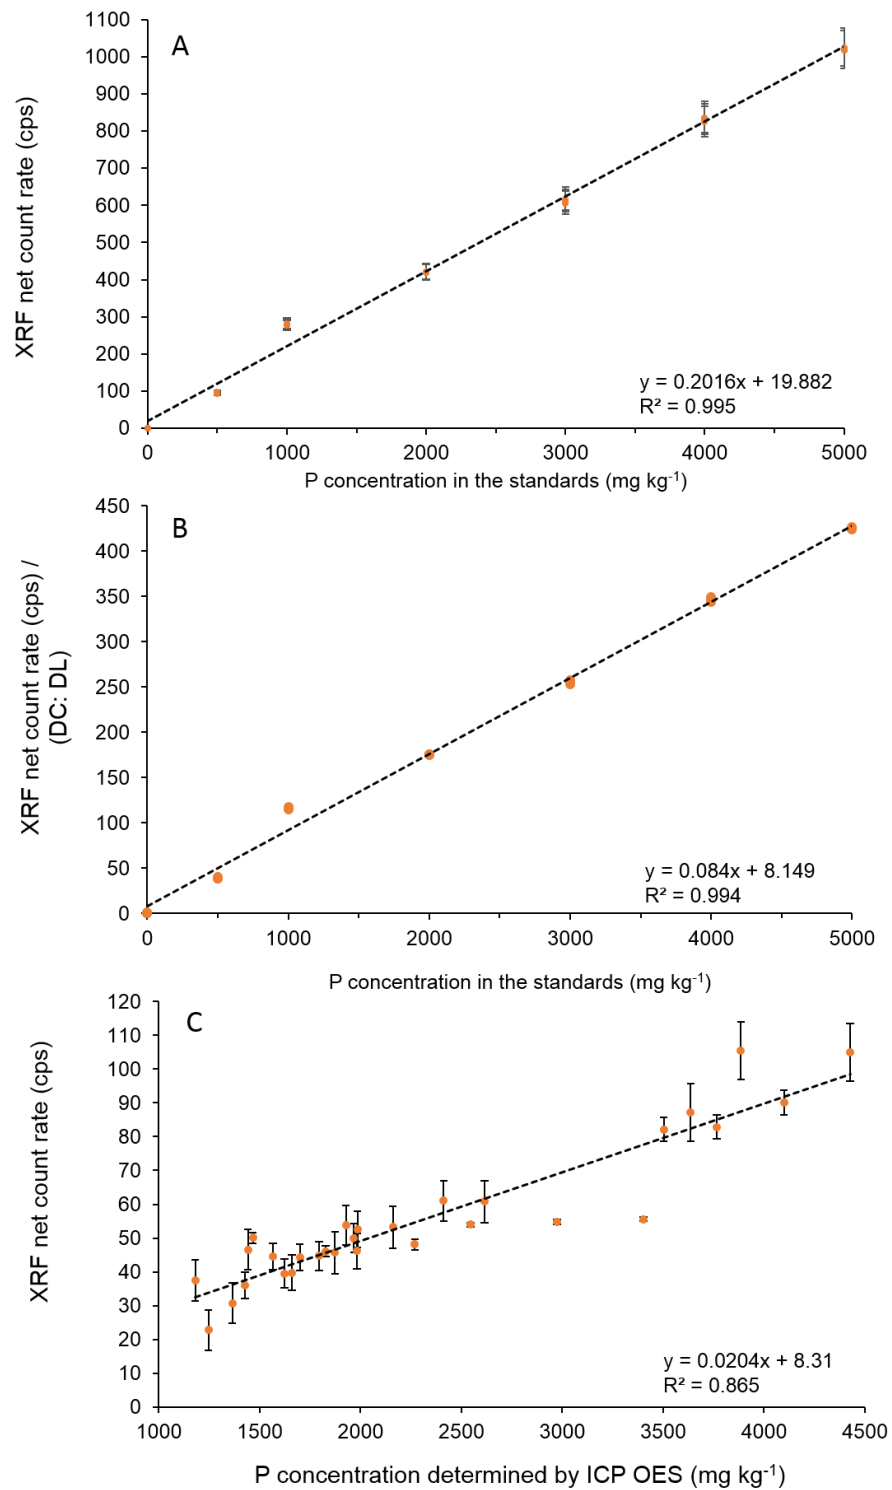 A
XRF net count rate (cps)
1100
1000
900
800
700
600
500
400
300
200
100
0
y = 0.2016x + 19.882
R² = 0.995
0 1000 2000 3000 4000 5000
P concentration in the standards (mg kg⁻¹)
B
XRF net count rate (cps) /
(DC: DL)
450
400
350
300
250
200
150
100
50
0
y = 0.084x + 8.149
R² = 0.994
0 1000 2000 3000 4000 5000
P concentration in the standards (mg kg⁻¹)
C
XRF net count rate (cps)
120
110
100
90
80
70
60
50
40
30
20
10
0
y = 0.0204x + 8.31
R² = 0.865
1000 1500 2000 2500 3000 3500 4000 4500
P concentration determined by ICP OES (mg kg⁻¹)